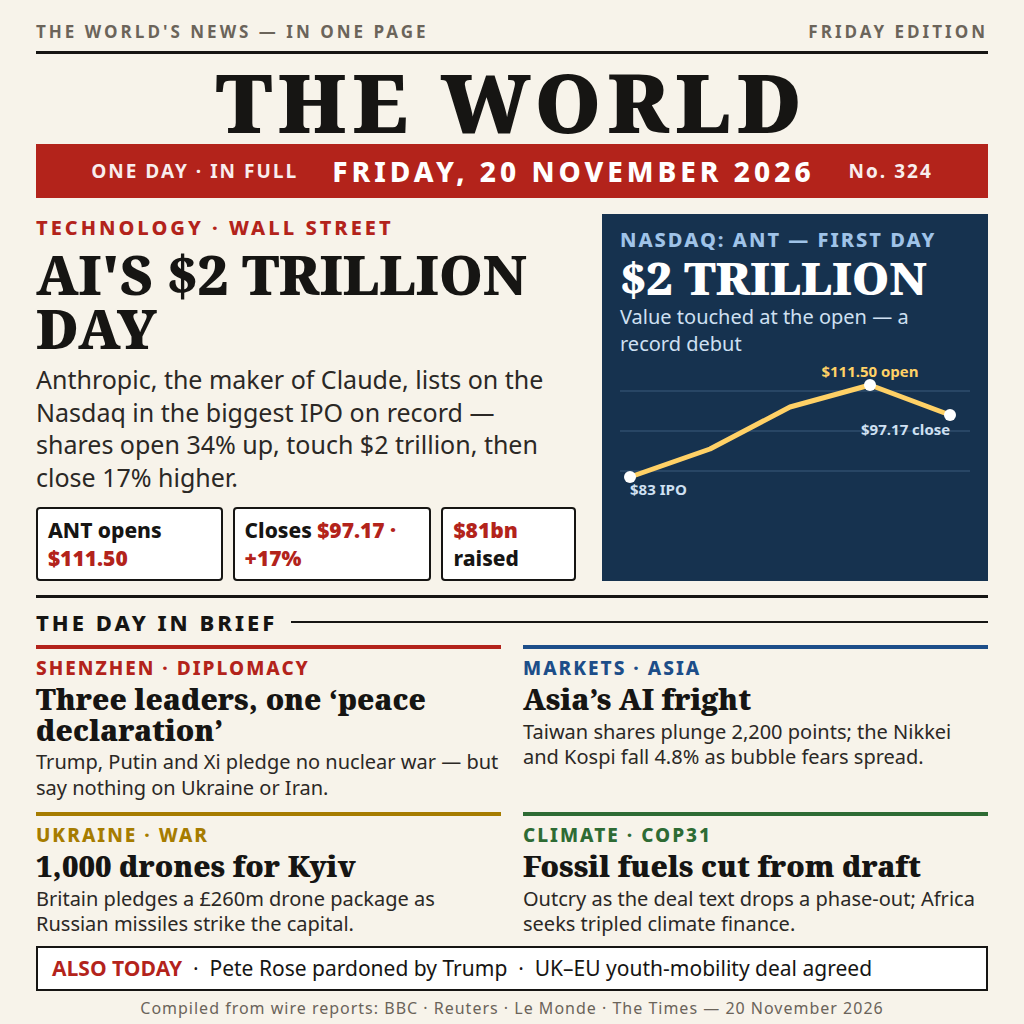 THE WORLD'S NEWS — IN ONE PAGE
FRIDAY EDITION
THE WORLD
ONE DAY · IN FULL
FRIDAY, 20 NOVEMBER 2026
No. 324
TECHNOLOGY · WALL STREET
AI'S $2 TRILLION
DAY
Anthropic, the maker of Claude, lists on the
Nasdaq in the biggest IPO on record —
shares open 34% up, touch $2 trillion, then
close 17% higher.
ANT opens
$111.50
Closes $97.17 ·
+17%
$81bn
raised
NASDAQ: ANT — FIRST DAY
$2 TRILLION
Value touched at the open — a
record debut
$111.50 open
$97.17 close
$83 IPO
THE DAY IN BRIEF
SHENZHEN · DIPLOMACY
Three leaders, one ‘peace
declaration’
Trump, Putin and Xi pledge no nuclear war — but
say nothing on Ukraine or Iran.
MARKETS · ASIA
Asia’s AI fright
Taiwan shares plunge 2,200 points; the Nikkei
and Kospi fall 4.8% as bubble fears spread.
UKRAINE · WAR
1,000 drones for Kyiv
Britain pledges a £260m drone package as
Russian missiles strike the capital.
CLIMATE · COP31
Fossil fuels cut from draft
Outcry as the deal text drops a phase-out; Africa
seeks tripled climate finance.
ALSO TODAY · Pete Rose pardoned by Trump · UK–EU youth-mobility deal agreed
Compiled from wire reports: BBC · Reuters · Le Monde · The Times — 20 November 2026